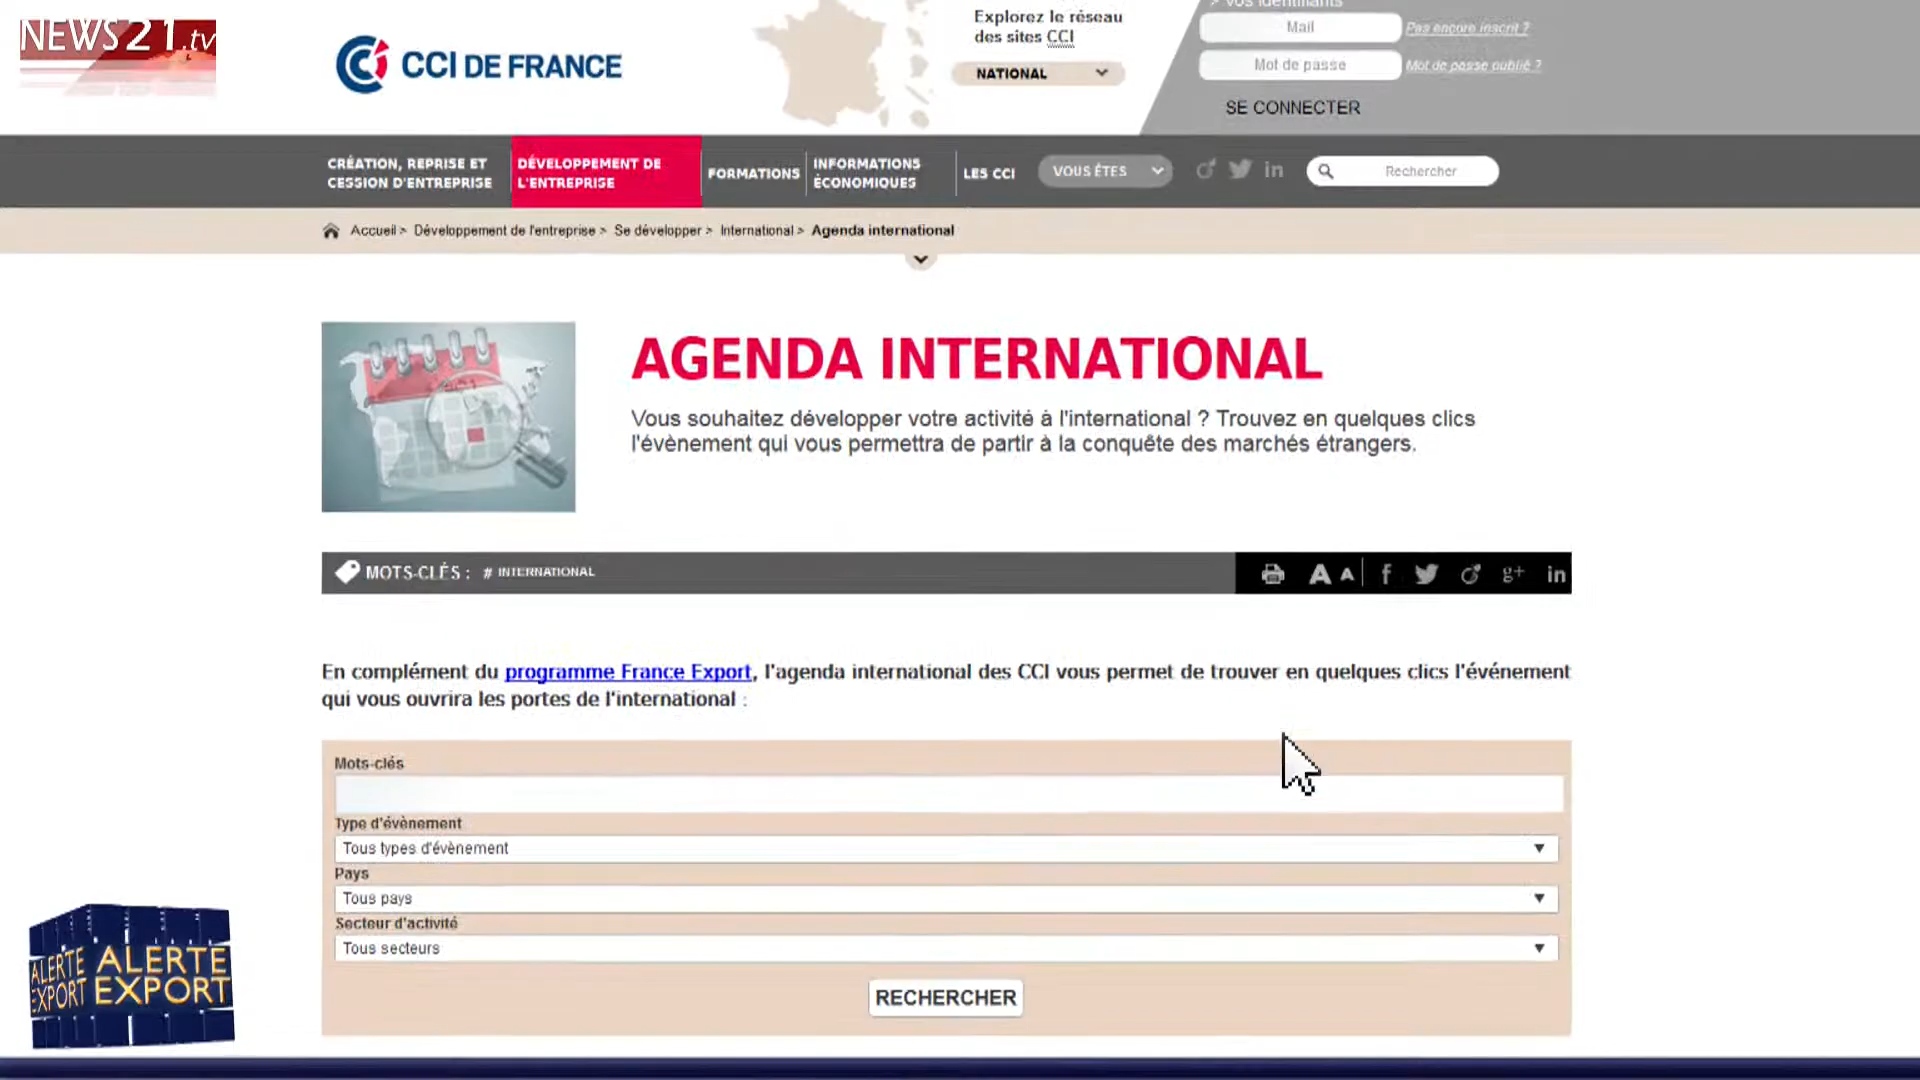 NEWS21.tv
CCI DE FRANCE
Explorez le réseau
des sites CCI
NATIONAL
> Vos identifiants
Mail
Pas encore inscrit ?
Mot de passe
Mot de passe oublié ?
SE CONNECTER
CRÉATION, REPRISE ET
CESSION D'ENTREPRISE
DÉVELOPPEMENT DE
L'ENTREPRISE
FORMATIONS
INFORMATIONS
ÉCONOMIQUES
LES CCI
VOUS ÊTES
Rechercher
Accueil > Développement de l'entreprise > Se développer > International > Agenda international
AGENDA INTERNATIONAL
Vous souhaitez développer votre activité à l'international ? Trouvez en quelques clics
l'évènement qui vous permettra de partir à la conquête des marchés étrangers.
MOTS-CLÉS : # INTERNATIONAL
A A f g+ in
En complément du programme France Export, l'agenda international des CCI vous permet de trouver en quelques clics l'événement
qui vous ouvrira les portes de l'international :
Mots-clés
Type d'évènement
Tous types d'évènement
Pays
Tous pays
Secteur d'activité
Tous secteurs
RECHERCHER
ALERTE
EXPORT
ALERTE
EXPORT